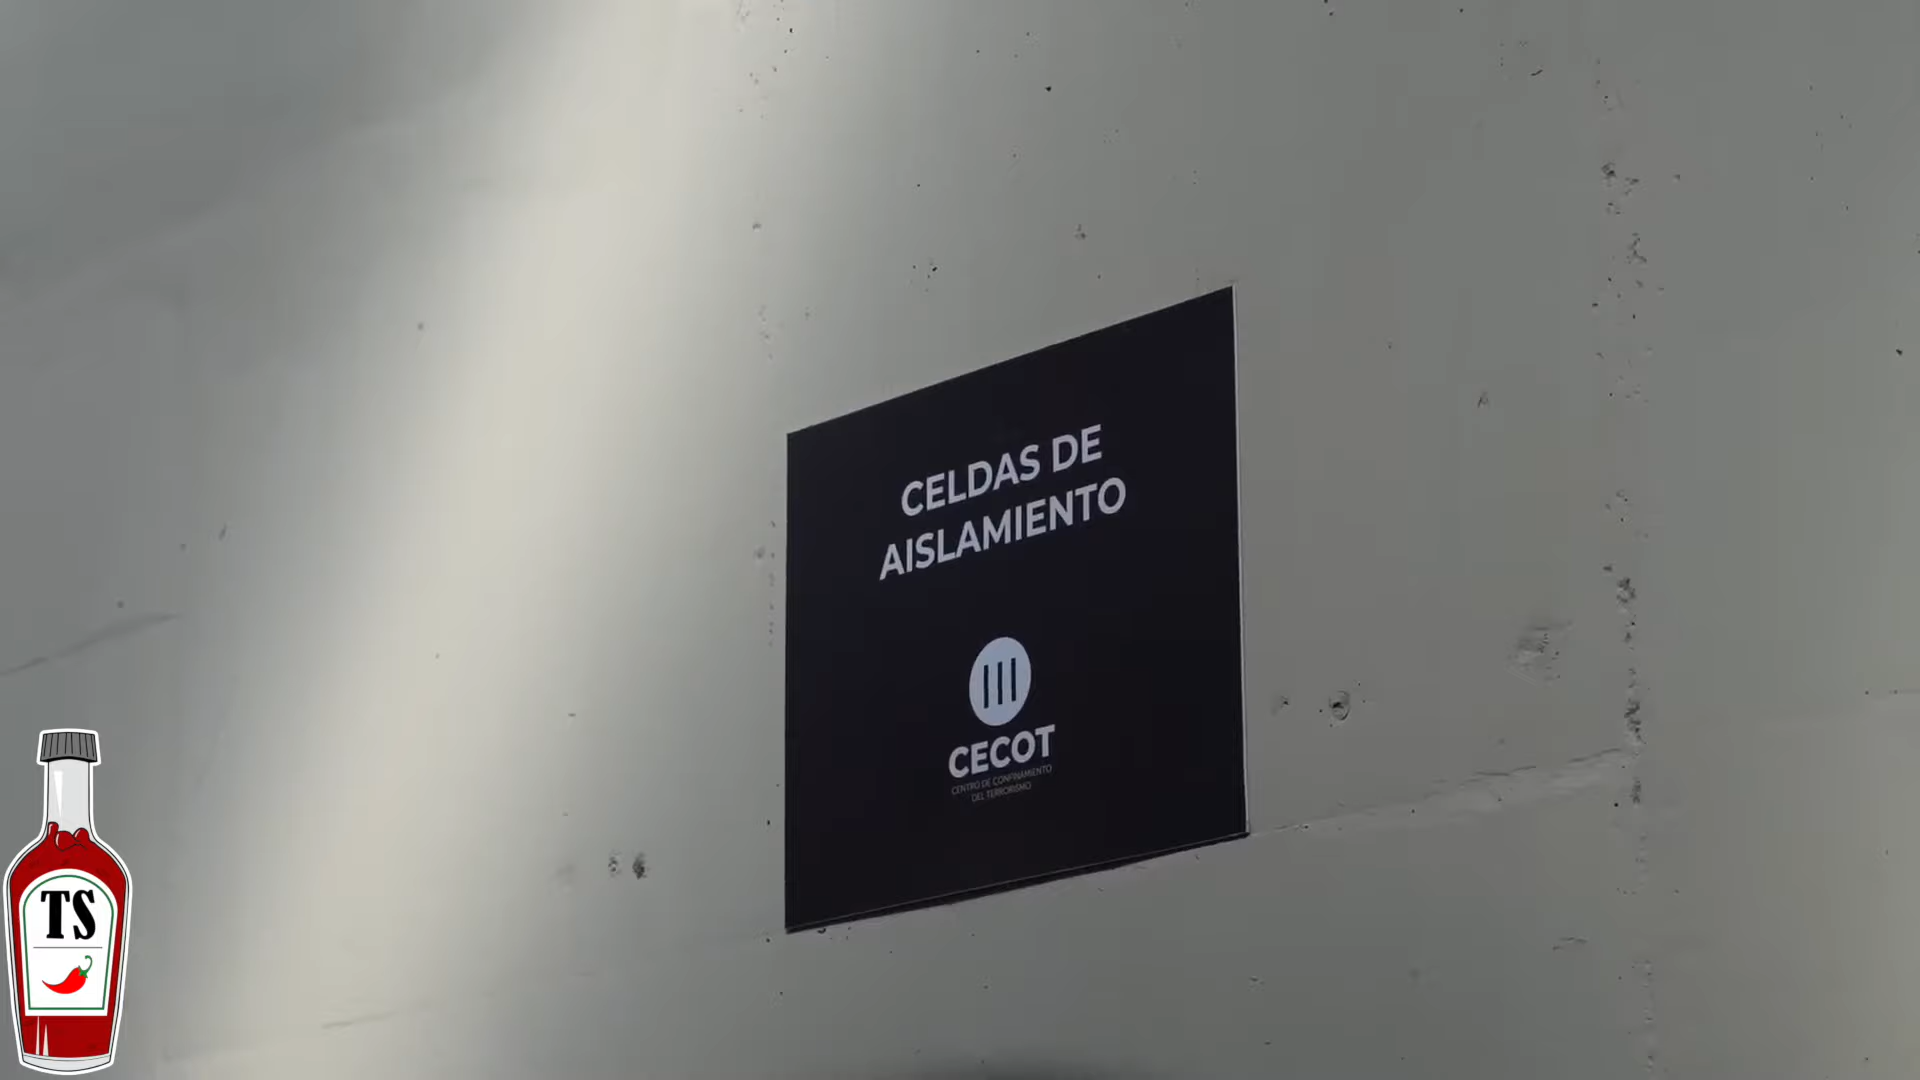 CELDAS DE
AISLAMIENTO
CECOT
CENTRO DE CONFINAMIENTO
DEL TERRORISMO
TS